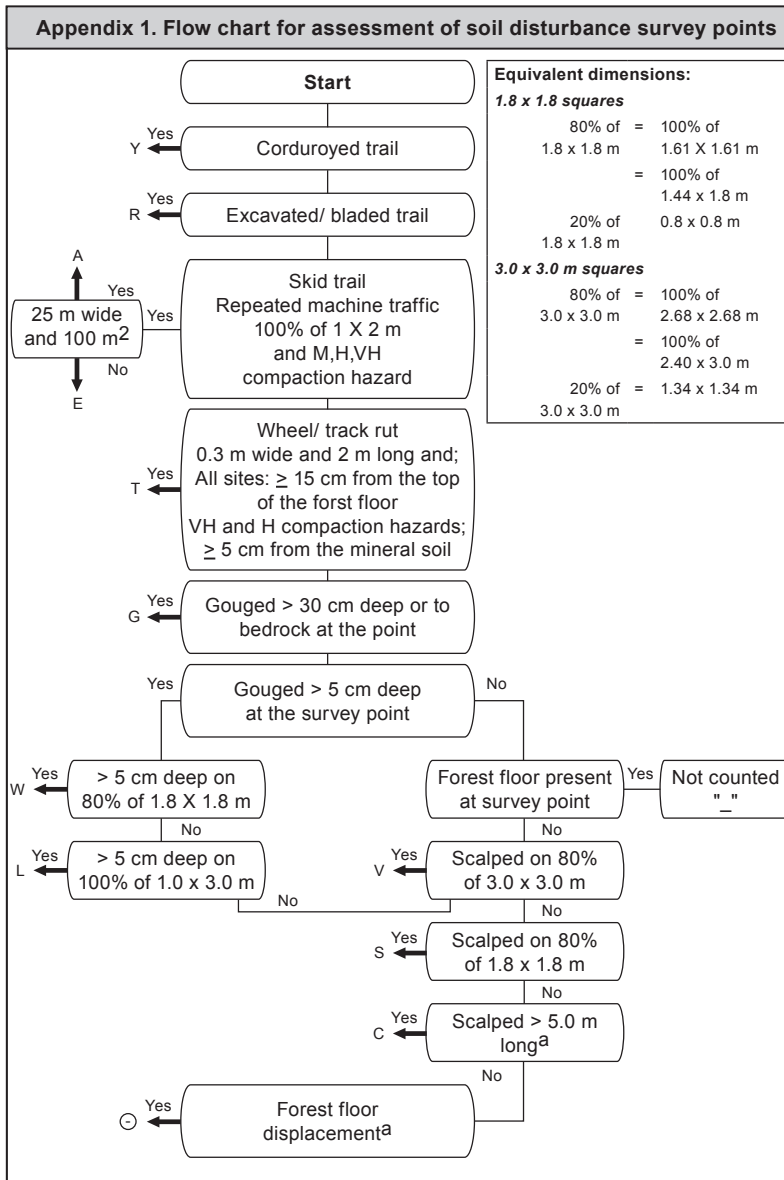 Appendix 1. Flow chart for assessment of soil disturbance survey points
Start
Yes
Y
Corduroyed trail
Yes
R
Excavated/ bladed trail
A
Yes
25 m wide
and 100 m2
No
E
Yes
Skid trail
Repeated machine traffic
100% of 1 X 2 m
and M,H,VH
compaction hazard
Yes
T
Wheel/ track rut
0.3 m wide and 2 m long and;
All sites: ≥ 15 cm from the top
of the forst floor
VH and H compaction hazards;
≥ 5 cm from the mineral soil
Yes
G
Gouged > 30 cm deep or to
bedrock at the point
Yes
Gouged > 5 cm deep
at the survey point
No
Yes
W
> 5 cm deep on
80% of 1.8 X 1.8 m
No
Yes
L
> 5 cm deep on
100% of 1.0 x 3.0 m
No
Forest floor present
at survey point
Yes
Not counted
"_"
No
Yes
V
Scalped on 80%
of 3.0 x 3.0 m
No
Yes
S
Scalped on 80%
of 1.8 x 1.8 m
No
Yes
C
Scalped > 5.0 m
longa
No
Yes
-
Forest floor
displacementa
Equivalent dimensions:
1.8 x 1.8 squares
80% of = 100% of
1.8 x 1.8 m 1.61 X 1.61 m
= 100% of
1.44 x 1.8 m
20% of 0.8 x 0.8 m
1.8 x 1.8 m
3.0 x 3.0 m squares
80% of = 100% of
3.0 x 3.0 m 2.68 x 2.68 m
= 100% of
2.40 x 3.0 m
20% of = 1.34 x 1.34 m
3.0 x 3.0 m